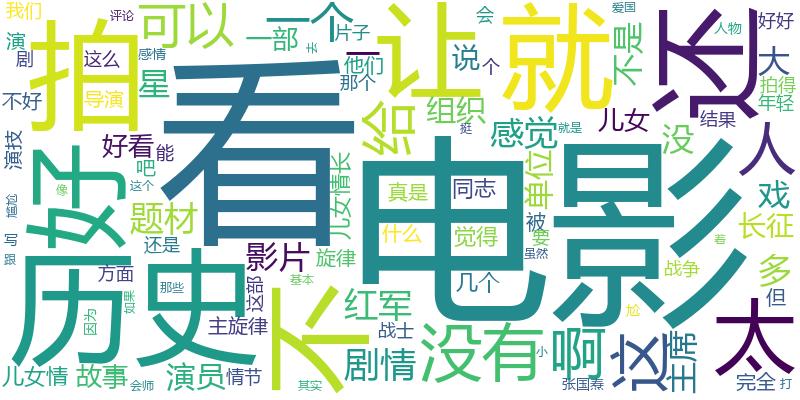 我们
评论
可以
一个
会
爱国
演
剧
拍
让
就
还
一部
片子
去
感情
这么
星
他们
一
说
个
不是
人物
好好
大
不好
导演
看
那个
给
组织
拍得
年轻
演技
好看
能
挺
感觉
儿女
没
结果
人
好
吧
就是
这个
像
题材
儿女情长
真是
同志
单位
戏
尴尬
电影
什么
觉得
被
要
长征
写
跟
还是
影片
旋律
虽然
着
历史
方面
那些
这部
基本
几个
战争
多
但
如果
因为
不
红军
尬
太
主旋律
战士
没有
啊
这
主席
剧情
小
儿女情
故事
会师
演员
情节
其实
张国焘
完全
打